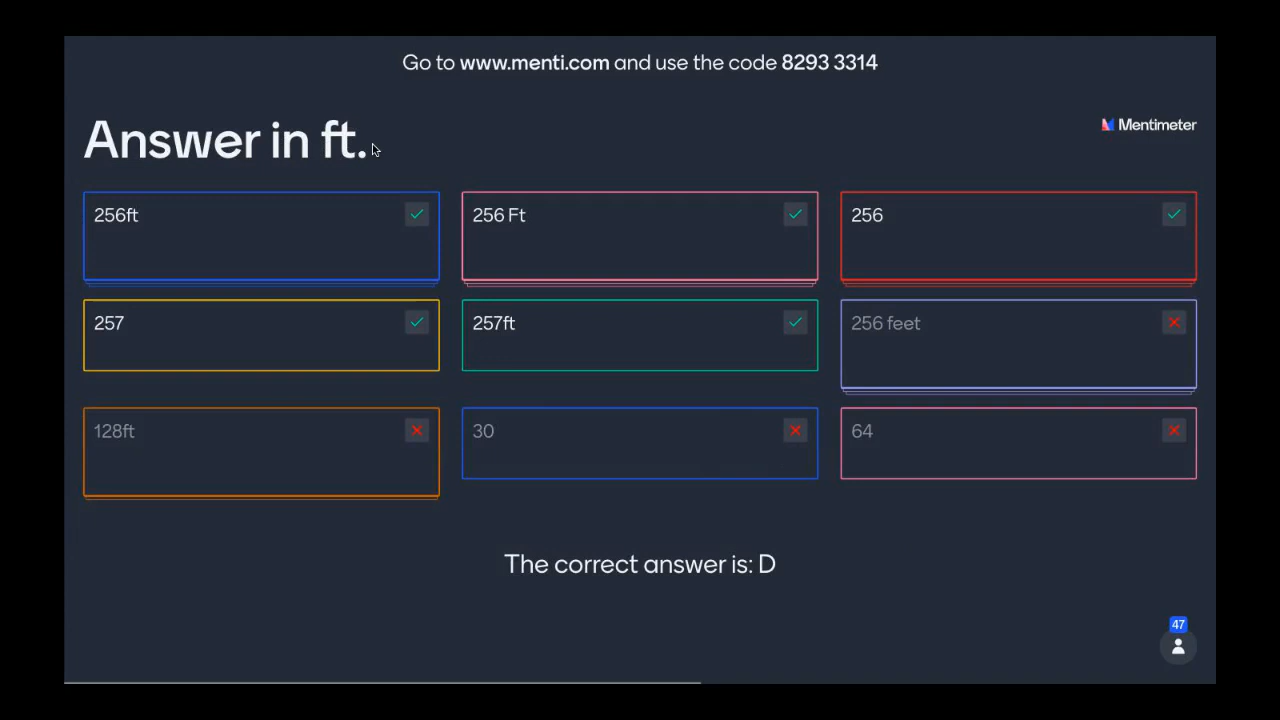 Go to www.menti.com and use the code 8293 3314
Answer in ft.
Mentimeter
256ft
256 Ft
256
257
257ft
256 feet
128ft
30
64
The correct answer is: D
47